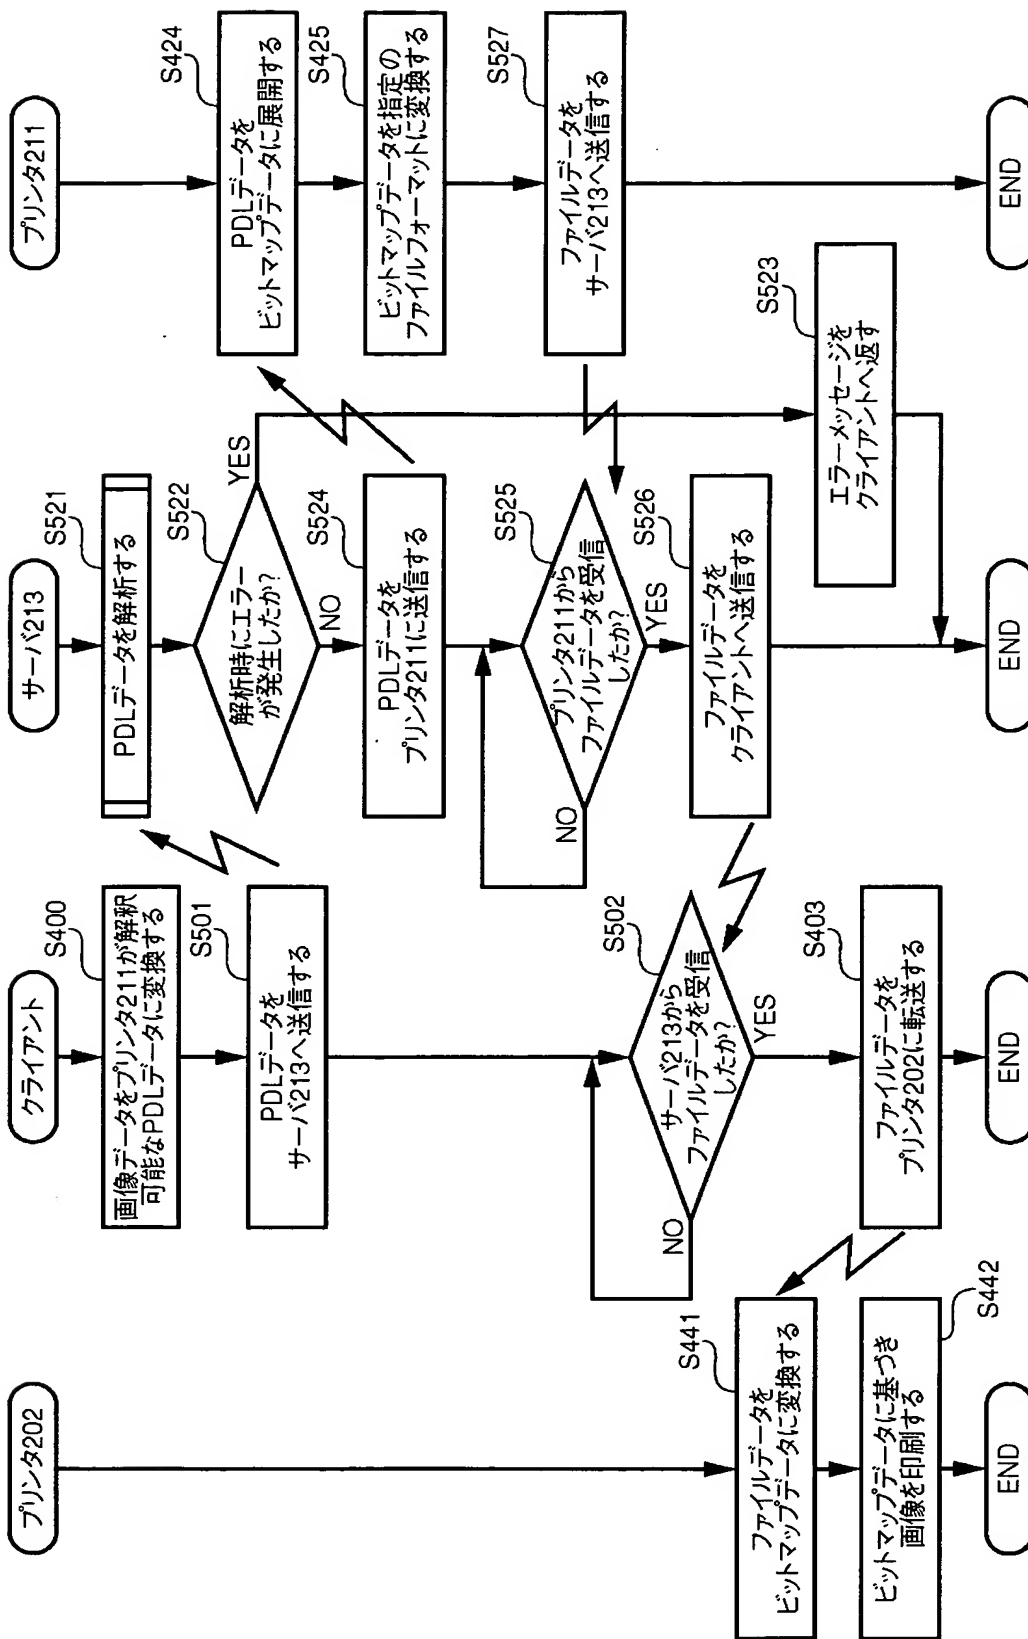 プリンタ202
S441
ファイルデータを
ビットマップデータに変換する
S442
ビットマップデータに基づき
画像を印刷する
END
クライアント
S400
画像データをプリンタ211が解釈
可能なPDLデータに変換する
S501
PDLデータを
サーバ213へ送信する
S502
サーバ213から
ファイルデータを受信
したか?
NO
YES
S403
ファイルデータを
プリンタ202に転送する
END
サーバ213
S521
PDLデータを解析する
S522
解析時にエラー
が発生したか?
YES
NO
S524
PDLデータを
プリンタ211に送信する
S525
プリンタ211から
ファイルデータを受信
したか?
NO
YES
S526
ファイルデータを
クライアントへ送信する
S523
エラーメッセージを
クライアントへ返す
END
プリンタ211
S424
PDLデータを
ビットマップデータに展開する
S425
ビットマップデータを指定の
ファイルフォーマットに変換する
S527
ファイルデータを
サーバ213へ送信する
END